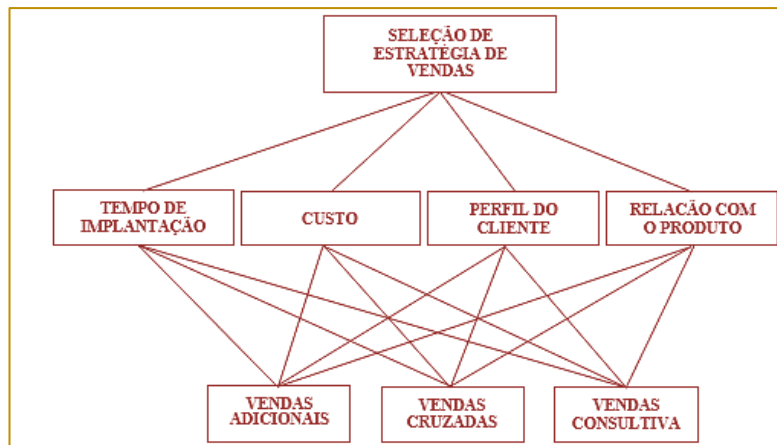 SELEÇÃO DE
ESTRATÉGIA DE
VENDAS
TEMPO DE
IMPLANTAÇÃO
CUSTO
PERFIL DO
CLIENTE
RELACÃO COM
O PRODUTO
VENDAS
ADICIONAIS
VENDAS
CRUZADAS
VENDAS
CONSULTIVA